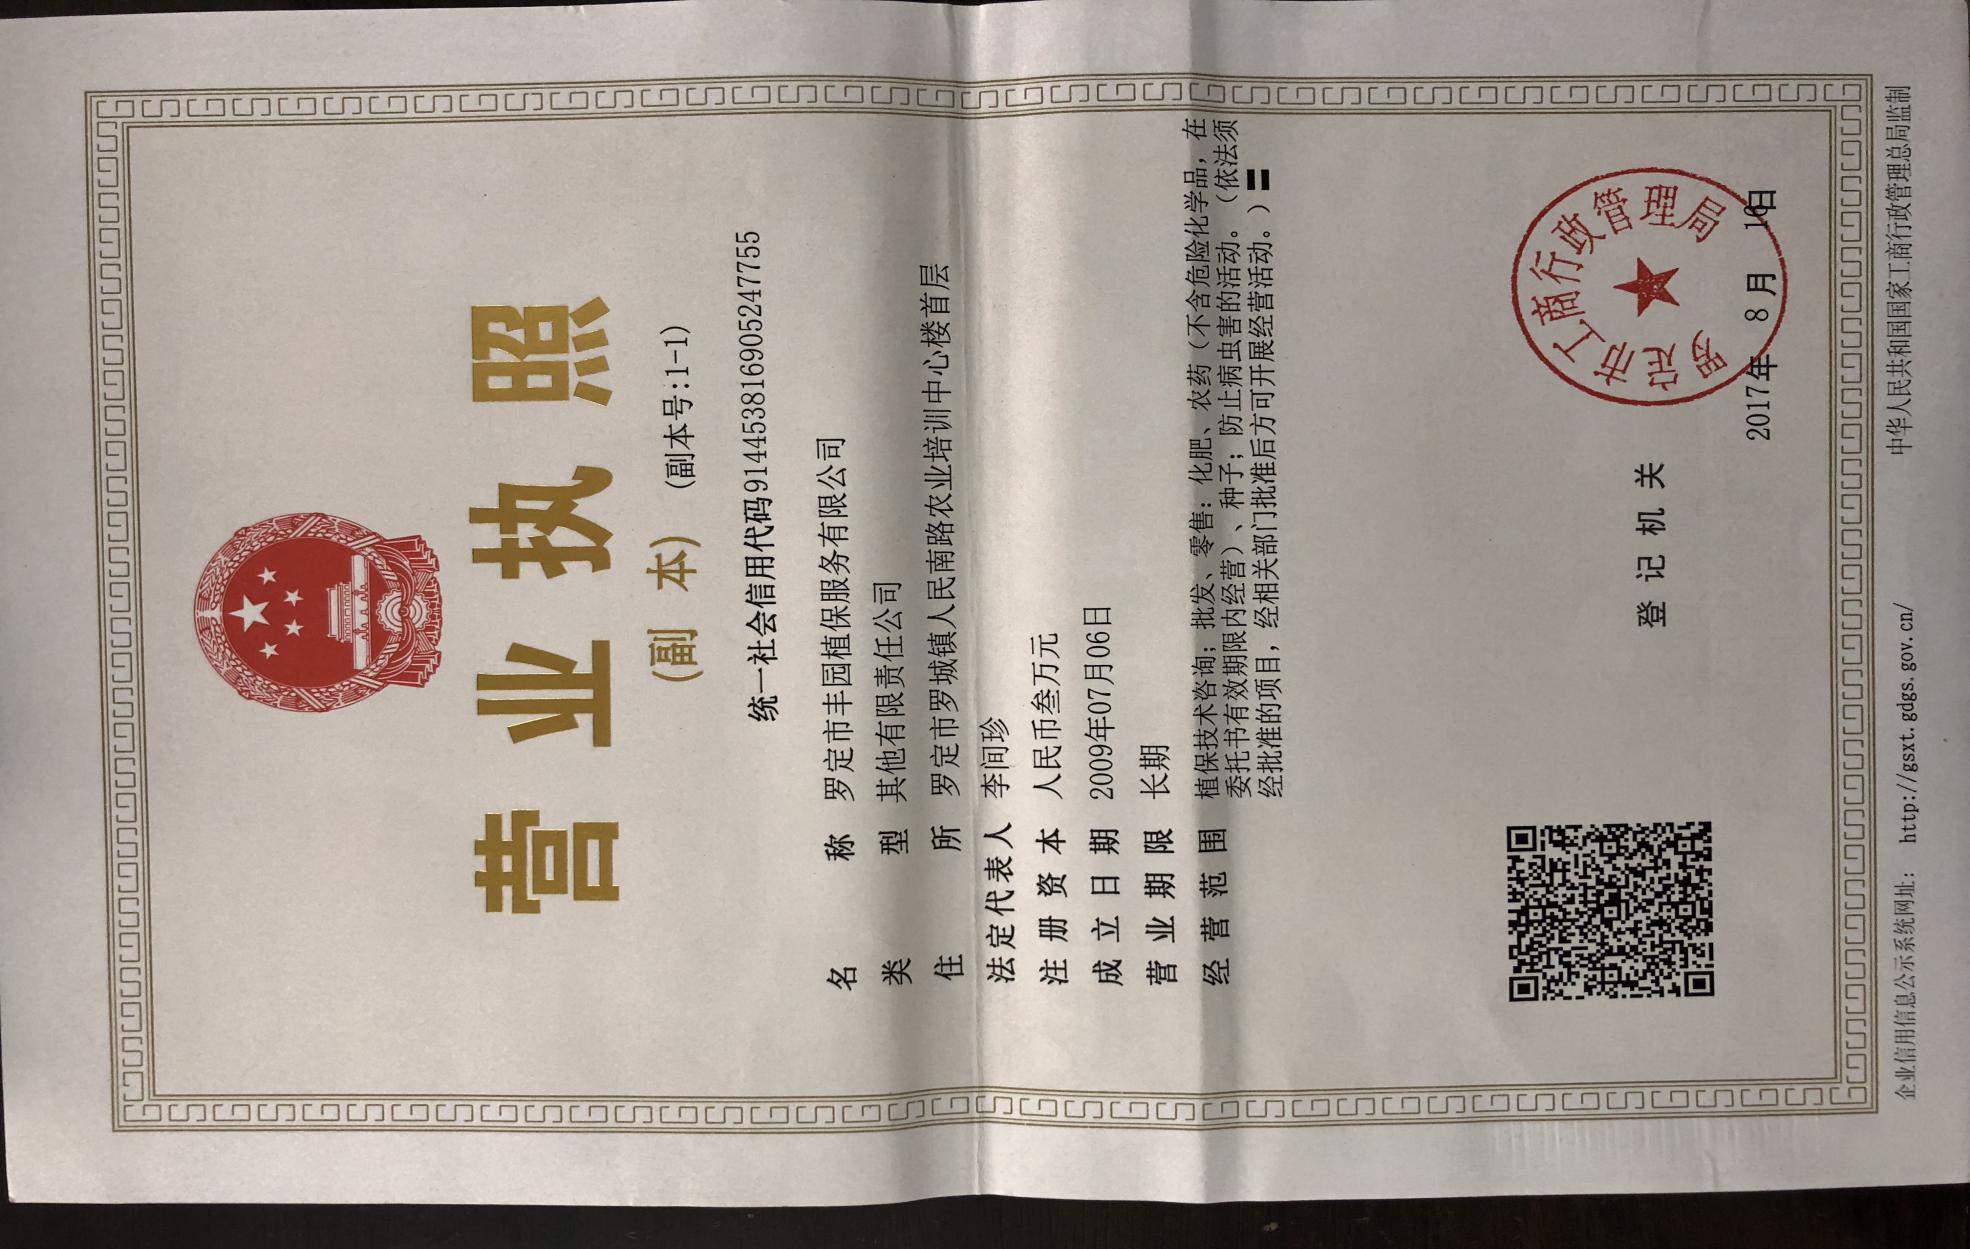 营业执照
(副 本) (副本号:1-1)
统一社会信用代码914453816905247755
名称 罗定市丰园植保服务有限公司
类型 其他有限责任公司
住所 罗定市罗城镇人民南路农业培训中心楼首层
法定代表人 李间珍
注册资本 人民币叁万元
成立日期 2009年07月06日
营业期限 长期
经营范围 植保技术咨询；批发、零售：化肥、农药（不含危险化学品，在
委托书有效期限内经营）、种子；防止病虫害的活动。（依法须
经批准的项目，经相关部门批准后方可开展经营活动。）
罗定市工商行政管理局
登记机关
2017年 8月 16日
企业信用信息公示系统网址： http://gsxt.gdgs.gov.cn/ 中华人民共和国国家工商行政管理总局监制